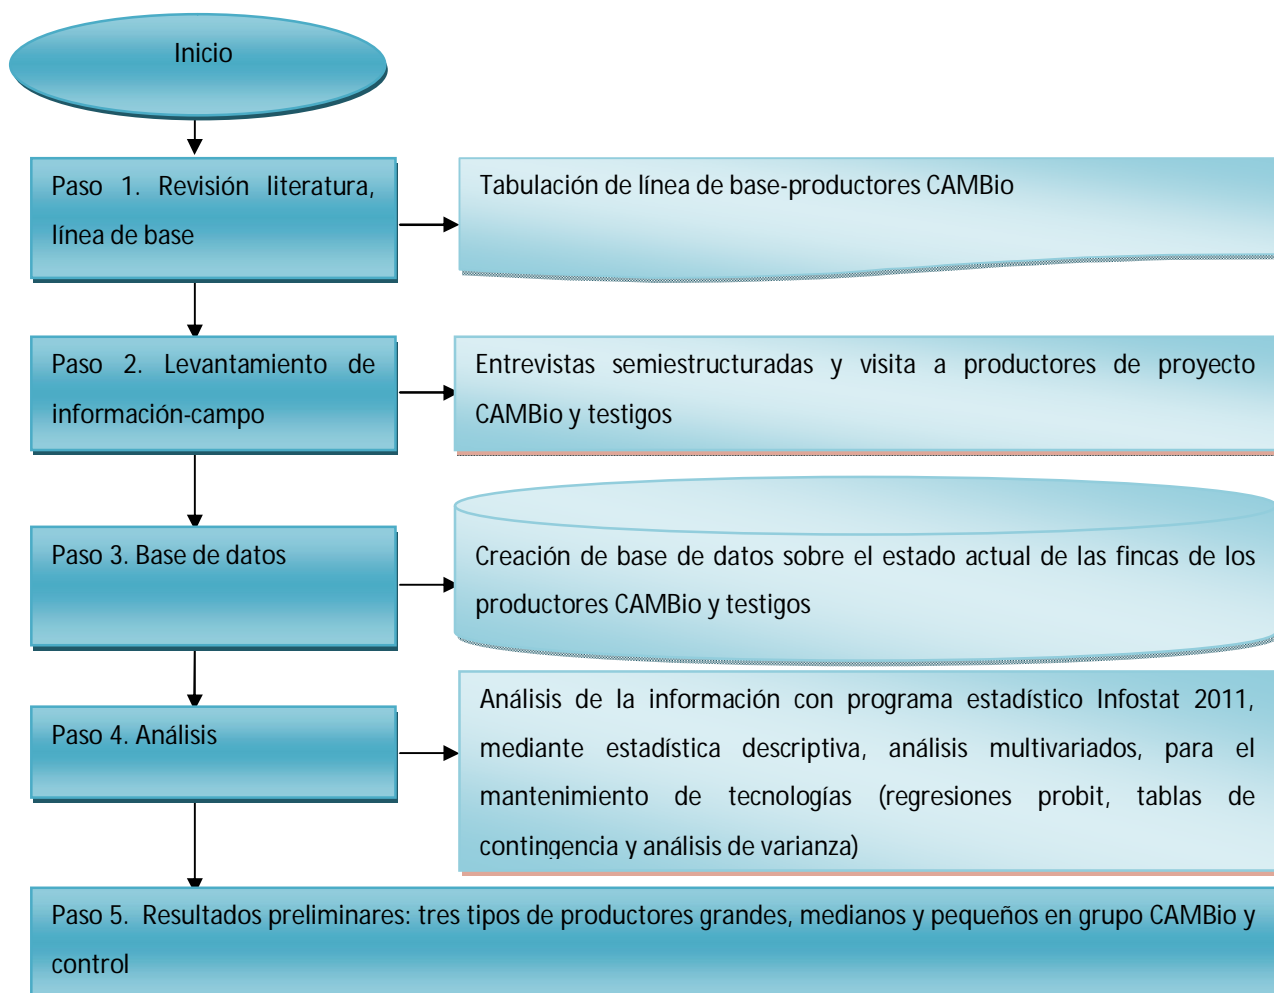 Inicio
Paso 1. Revisión literatura,
línea de base
Tabulación de línea de base-productores CAMBio
Paso 2. Levantamiento de
información-campo
Entrevistas semiestructuradas y visita a productores de proyecto
CAMBio y testigos
Paso 3. Base de datos
Creación de base de datos sobre el estado actual de las fincas de los
productores CAMBio y testigos
Paso 4. Análisis
Análisis de la información con programa estadístico Infostat 2011,
mediante estadística descriptiva, análisis multivariados, para el
mantenimiento de tecnologías (regresiones probit, tablas de
contingencia y análisis de varianza)
Paso 5. Resultados preliminares: tres tipos de productores grandes, medianos y pequeños en grupo CAMBio y
control